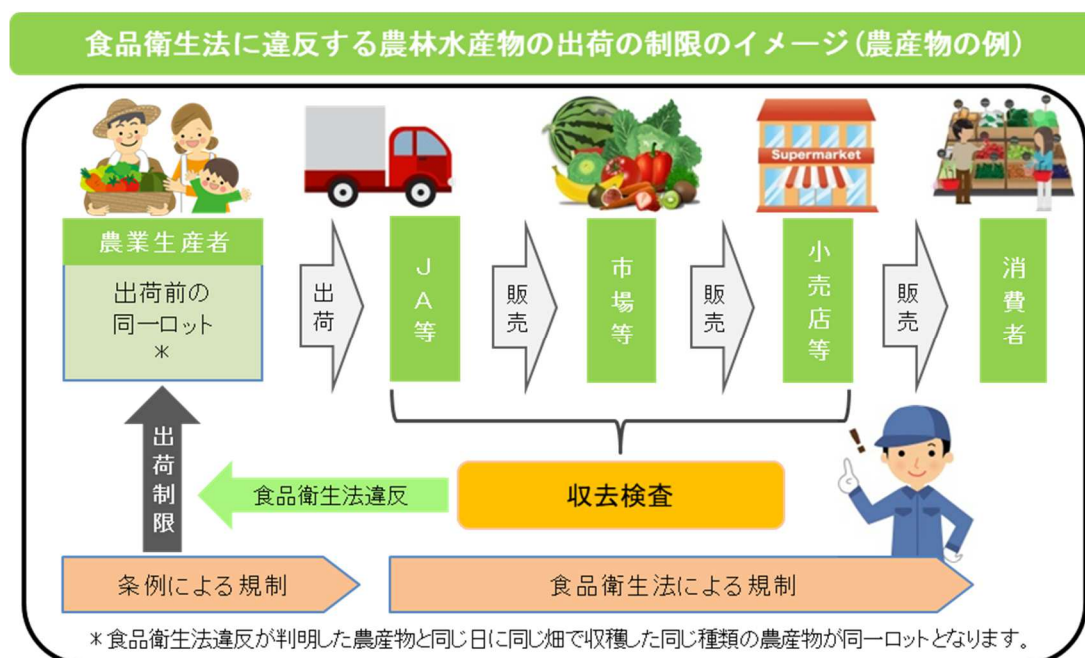 食品衛生法に違反する農林水産物の出荷の制限のイメージ(農産物の例)
Supermarket
農業生産者
出荷前の
同一ロット
*
出荷
JA等
販売
市場等
販売
小売店等
販売
消費者
出荷制限
食品衛生法違反
収去検査
条例による規制
食品衛生法による規制
*食品衛生法違反が判明した農産物と同じ日に同じ畑で収穫した同じ種類の農産物が同一ロットとなります。